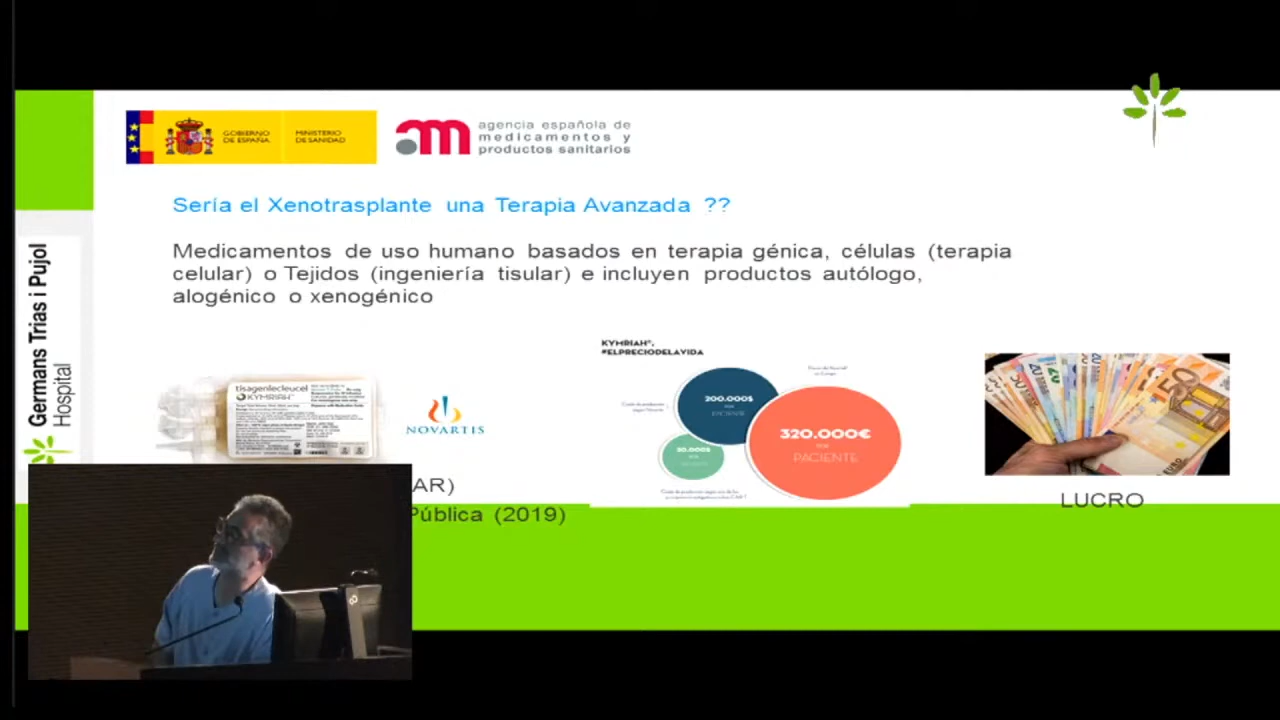 GOBIERNO
DE ESPAÑA
MINISTERIO
DE SANIDAD
agencia española de
medicamentos y
productos sanitarios
Sería el Xenotrasplante una Terapia Avanzada ??
Medicamentos de uso humano basados en terapia génica, células (terapia
celular) o Tejidos (ingeniería tisular) e incluyen productos autólogo,
alogénico o xenogénico
Germans Trias i Pujol
Hospital
tisagenlecleucel
KYMRIAH
NOVARTIS
KYMRIAH®,
#ELPRECIODELAVIDA
200.000$
320.000€
PACIENTE
AR)
Pública (2019)
LUCRO